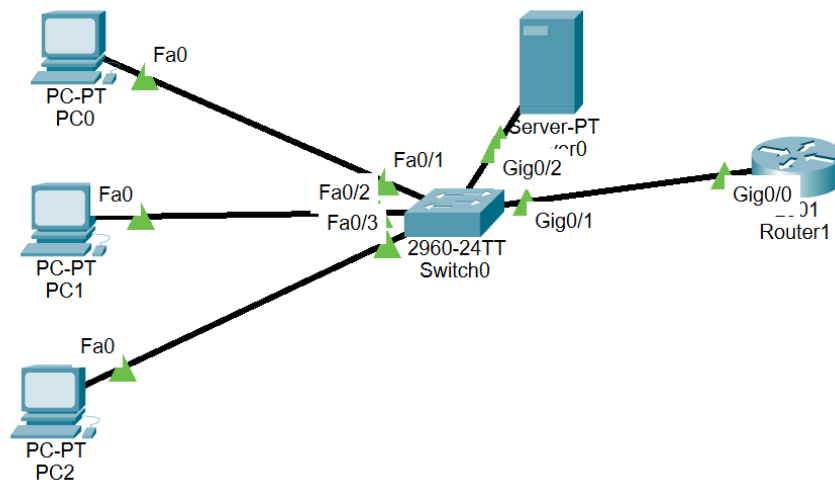 Fa0
PC-PT
PC0
Server-PT
Fa0/1
Gig0/2
Fa0
Fa0/2
Gig0/0
Fa0/3
Gig0/1
Router1
2960-24TT
Switch0
PC-PT
PC1
Fa0
PC-PT
PC2